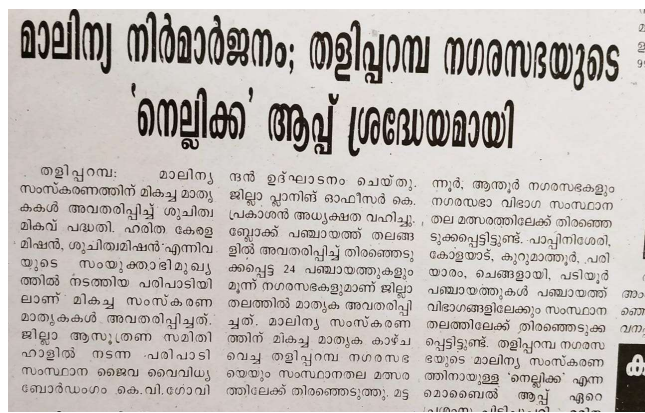 മാലിന്യ നിർമാർജനം; തളിപ്പറമ്പ നഗരസഭയുടെ
'നെല്ലിക്ക' ആപ്പ് ശ്രദ്ധേയമായി
തളിപ്പറമ്പ: മാലിന്യ
സംസ്കരണത്തിന് മികച്ച മാതൃ
കകൾ അവതരിപ്പിച്ച് ശുചിത്വ
മികവ് പദ്ധതി. ഹരിത കേരള
മിഷൻ, ശുചിത്വമിഷൻ എന്നിവ
യുടെ സംയുക്താഭിമുഖ്യ
ത്തിൽ നടത്തിയ പരിപാടിയി
ലാണ് മികച്ച സംസ്കരണ
മാതൃകകൾ അവതരിപ്പിച്ചത്.
ജില്ലാ ആസൂത്രണ സമിതി
ഹാളിൽ നടന്ന പരിപാടി
സംസ്ഥാന ജൈവ വൈവിധ്യ
ബോർഡംഗം കെ.വി.ഗോവി
ന്ദൻ ഉദ്ഘാടനം ചെയ്തു.
ജില്ലാ പ്ലാനിങ് ഓഫീസർ കെ.
പ്രകാശൻ അധ്യക്ഷത വഹിച്ചു.
ബ്ലോക്ക് പഞ്ചായത്ത് തലങ്ങ
ളിൽ അവതരിപ്പിച്ച് തിരഞ്ഞെടു
ക്കപ്പെട്ട 24 പഞ്ചായത്തുകളും
മൂന്ന് നഗരസഭകളുമാണ് ജില്ലാ
തലത്തിൽ മാതൃക അവതരിപ്പി
ച്ചത്. മാലിന്യ സംസ്കരണ
ത്തിന് മികച്ച മാതൃക കാഴ്ച
വെച്ച തളിപ്പറമ്പ നഗരസഭ
യെയും സംസ്ഥാനതല മത്സര
ത്തിലേക്ക് തിരഞ്ഞെടുത്തു. മട്ട
ന്നൂർ, ആന്തൂർ നഗരസഭകളും
നഗരസഭാ വിഭാഗ സംസ്ഥാന
തല മത്സരത്തിലേക്ക് തിരഞ്ഞെ
ടുക്കപ്പെട്ടിട്ടുണ്ട്. പാപ്പിനിശേരി,
കോളയാട്, കുറുമാത്തൂർ, പരി
യാരം, ചെങ്ങളായി, പടിയൂർ
പഞ്ചായത്തുകൾ പഞ്ചായത്ത്
വിഭാഗങ്ങളിലേക്കും സംസ്ഥാന
തലത്തിലേക്ക് തിരഞ്ഞെടുക്ക
പ്പെട്ടിട്ടുണ്ട്. തളിപ്പറമ്പ നഗരസ
ഭയുടെ മാലിന്യ സംസ്കരണ
ത്തിനായുള്ള 'നെല്ലിക്ക' എന്ന
മൊബൈൽ ആപ്പ് ഏറെ